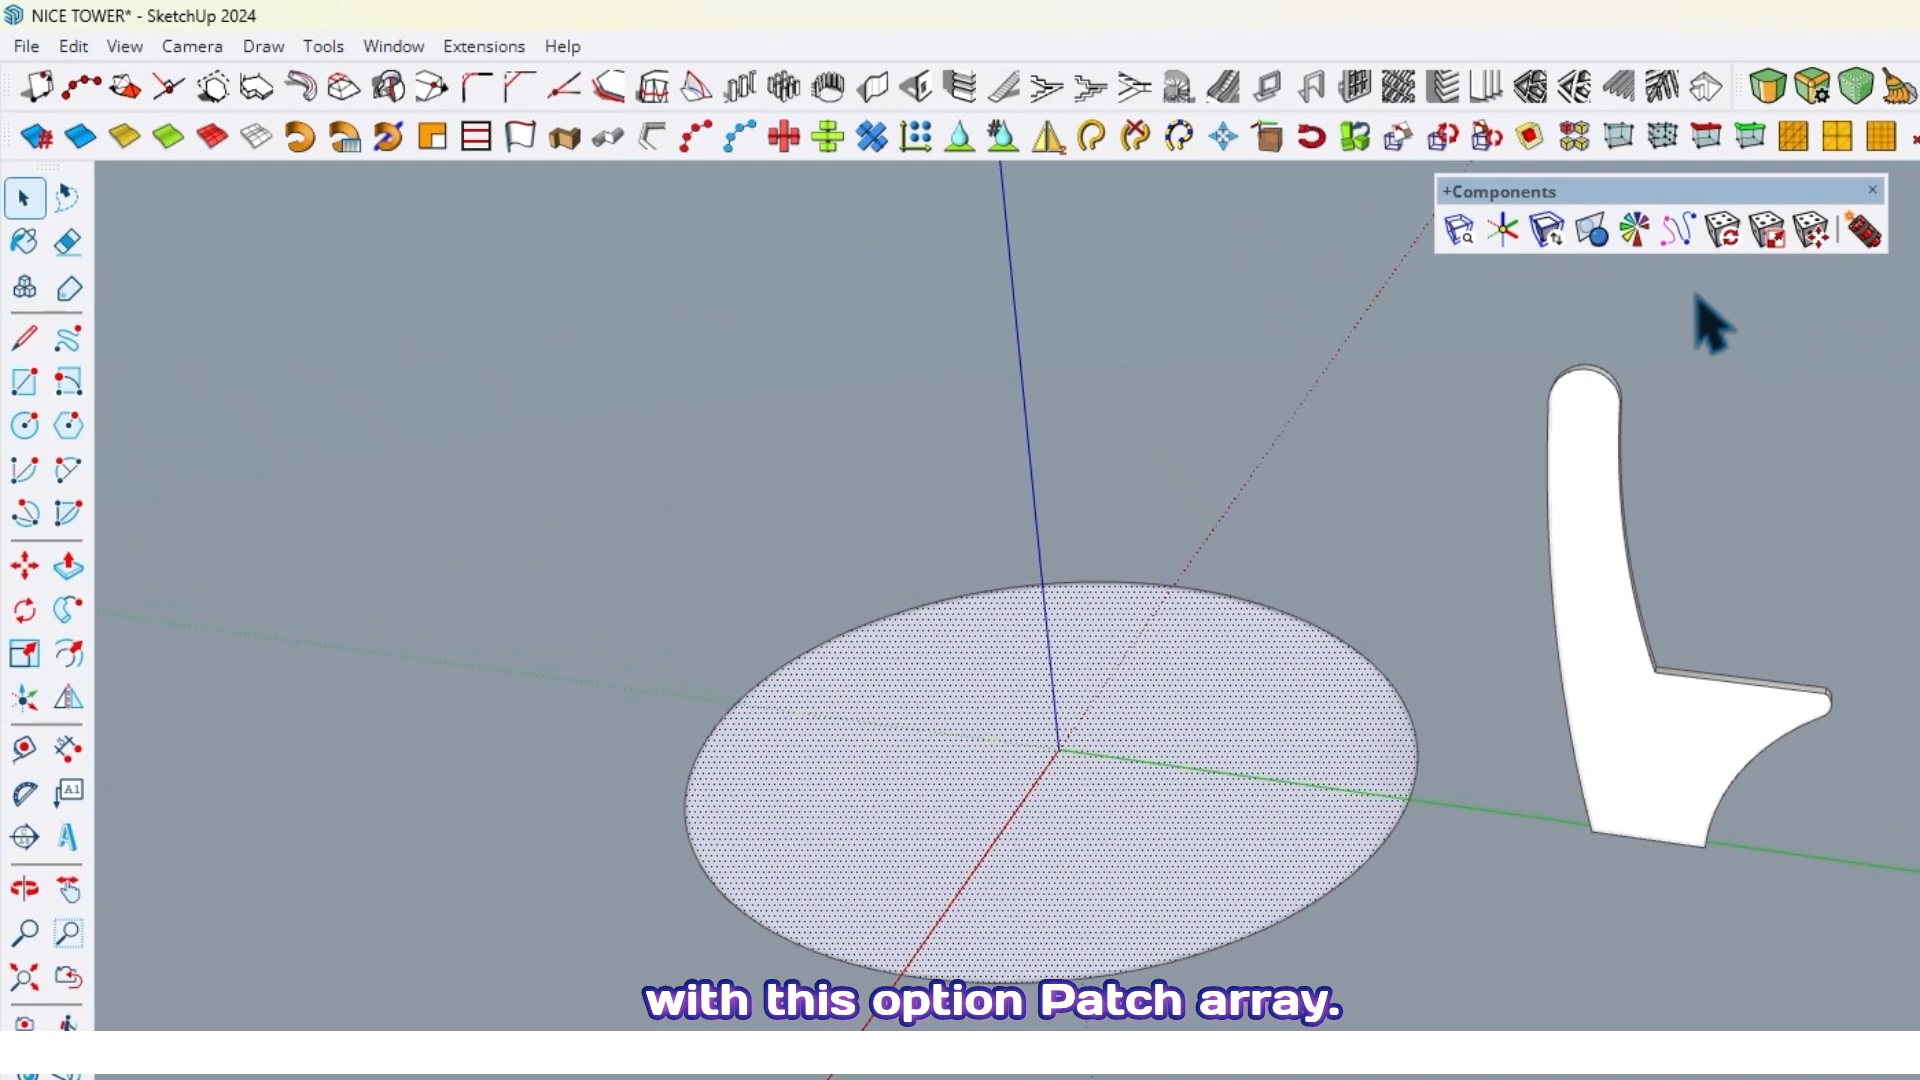 NICE TOWER* - SketchUp 2024
File Edit View Camera Draw Tools Window Extensions Help
+Components
A1
with this option Patch array.